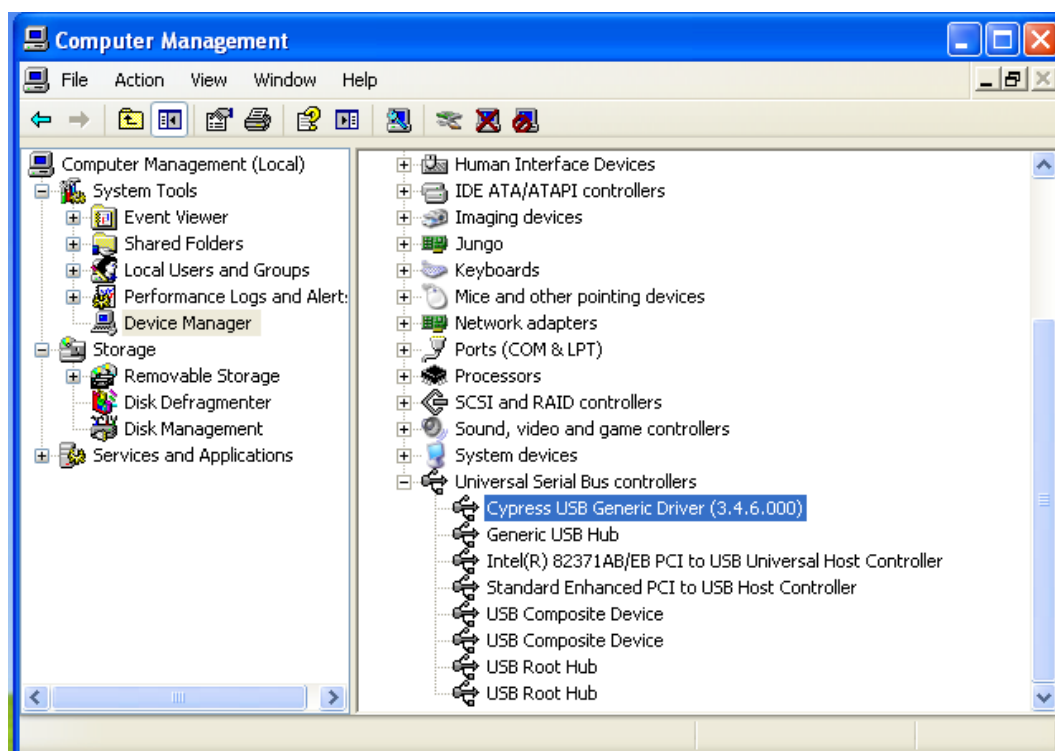 Computer Management
File Action View Window Help
Computer Management (Local)
System Tools
Event Viewer
Shared Folders
Local Users and Groups
Performance Logs and Alert:
Device Manager
Storage
Removable Storage
Disk Defragmenter
Disk Management
Services and Applications
Human Interface Devices
IDE ATA/ATAPI controllers
Imaging devices
Jungo
Keyboards
Mice and other pointing devices
Network adapters
Ports (COM & LPT)
Processors
SCSI and RAID controllers
Sound, video and game controllers
System devices
Universal Serial Bus controllers
Cypress USB Generic Driver (3.4.6.000)
Generic USB Hub
Intel(R) 82371AB/EB PCI to USB Universal Host Controller
Standard Enhanced PCI to USB Host Controller
USB Composite Device
USB Composite Device
USB Root Hub
USB Root Hub